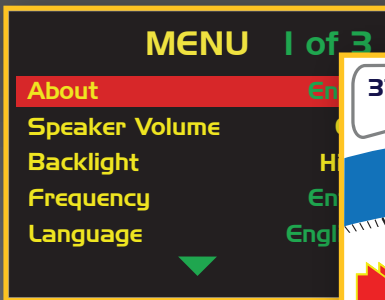 MENU 1 of 3
About
Speaker Volume
Backlight
Frequency
Language